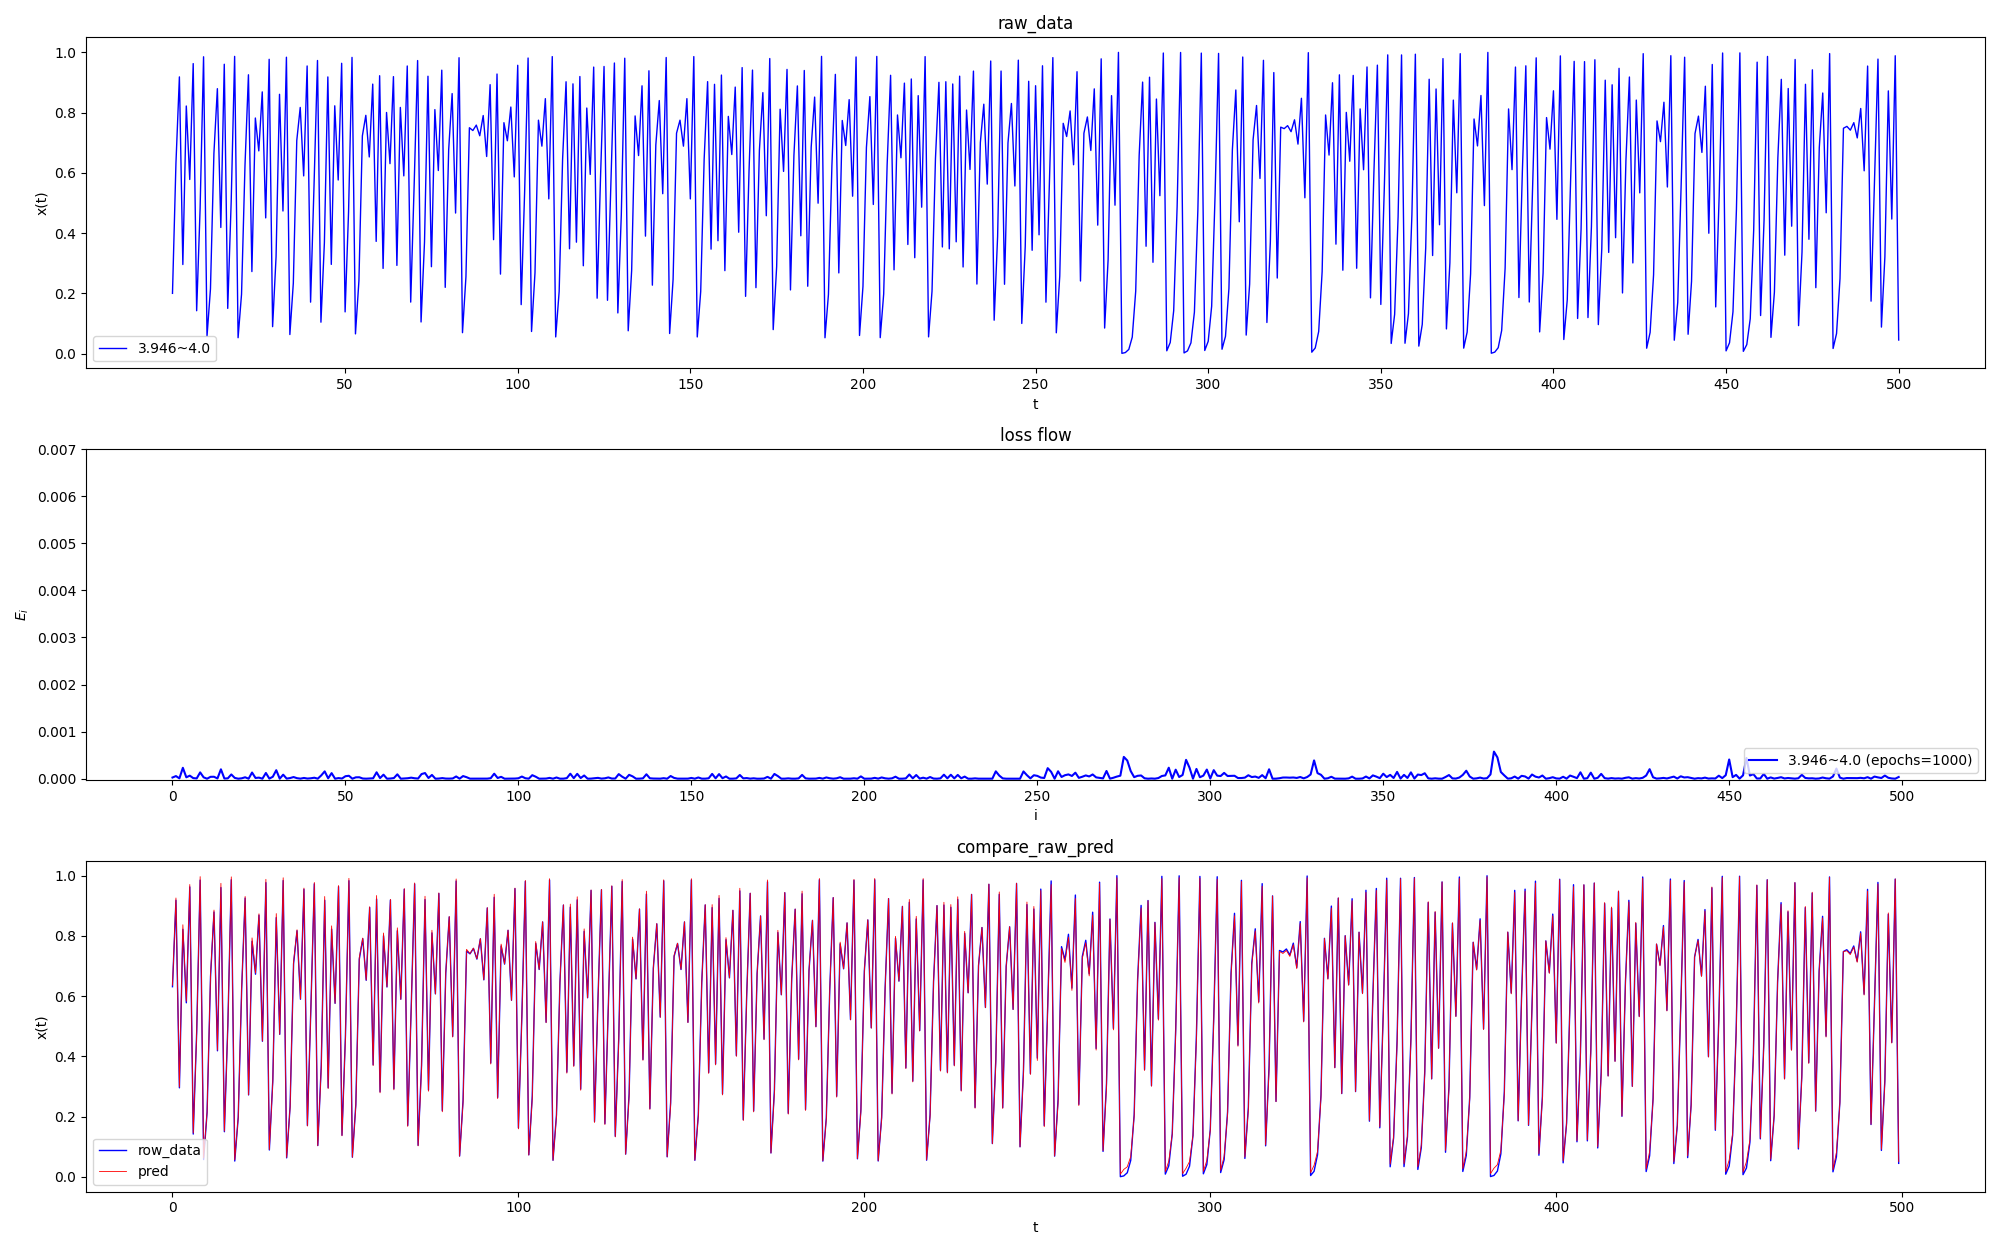 raw_data
1.0
0.8
0.6
0.4
0.2
0.0
x(t)
3.946~4.0
50 100 150 200 250 300 350 400 450 500
t
loss flow
0.007
0.006
0.005
0.004
0.003
0.002
0.001
0.000
E_i
3.946~4.0 (epochs=1000)
0 50 100 150 200 250 300 350 400 450 500
i
compare_raw_pred
1.0
0.8
0.6
0.4
0.2
0.0
x(t)
row_data
pred
0 100 200 300 400 500
t